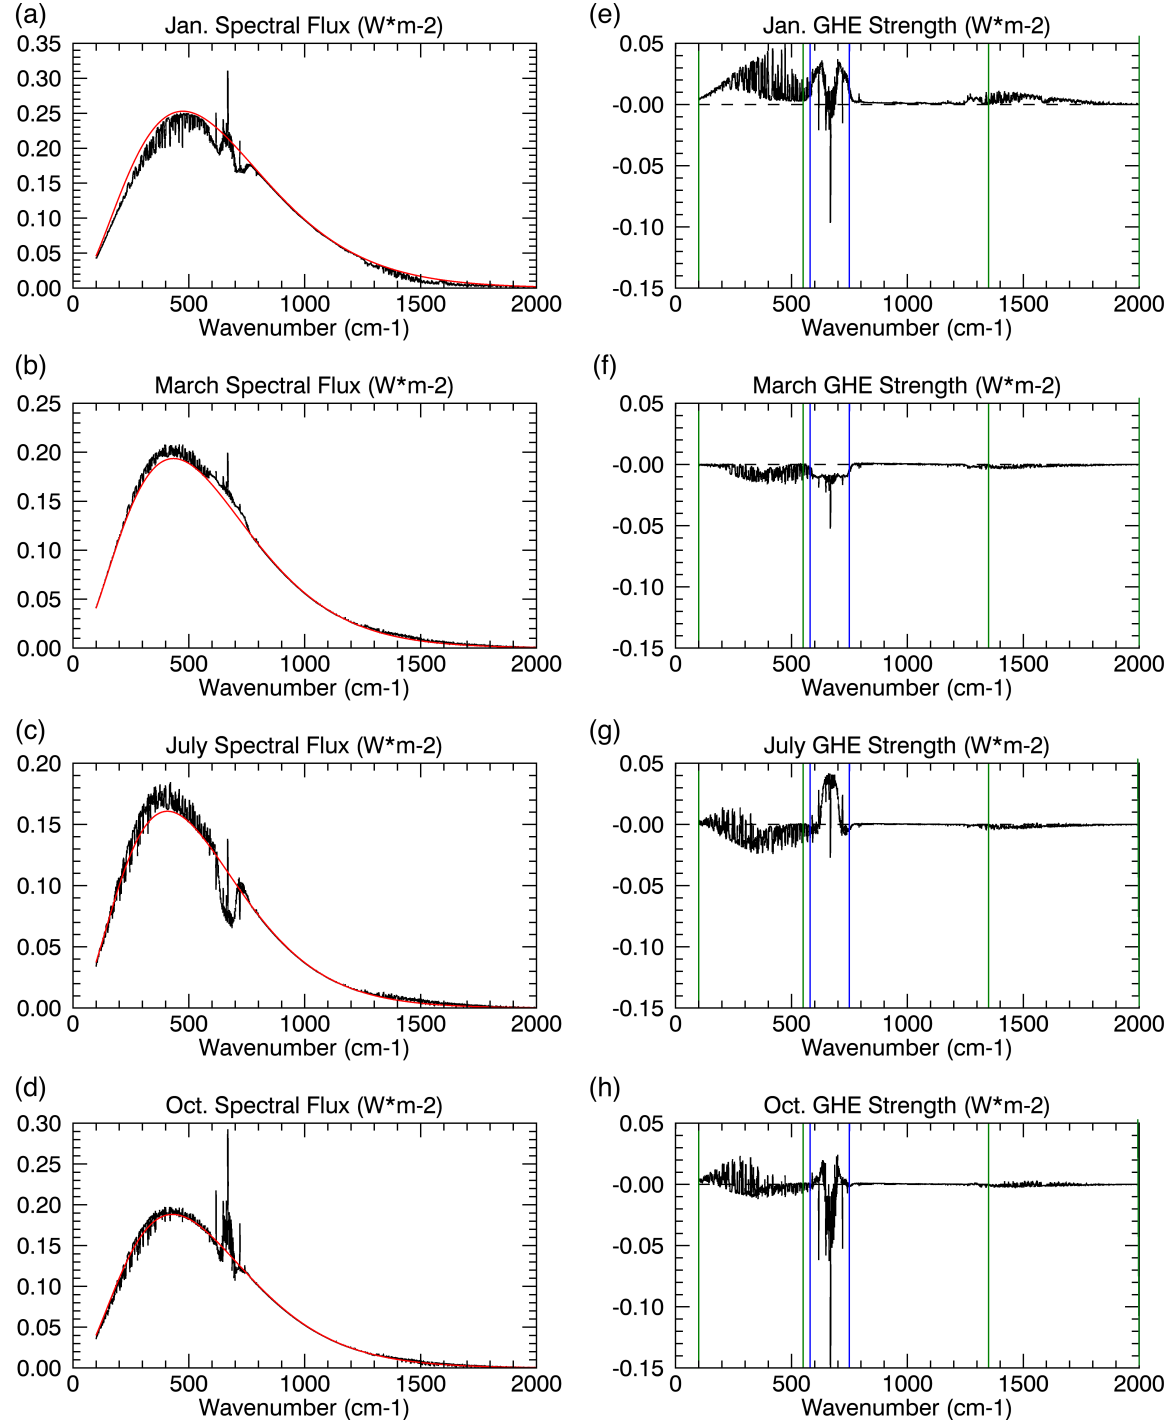 (a)
Jan. Spectral Flux (W*m-2)
0.35
0.30
0.25
0.20
0.15
0.10
0.05
0.00
0 500 1000 1500 2000
Wavenumber (cm-1)
(e)
Jan. GHE Strength (W*m-2)
0.05
-0.00
-0.05
-0.10
-0.15
0 500 1000 1500 2000
Wavenumber (cm-1)
(b)
March Spectral Flux (W*m-2)
0.25
0.20
0.15
0.10
0.05
0.00
0 500 1000 1500 2000
Wavenumber (cm-1)
(f)
March GHE Strength (W*m-2)
0.05
-0.00
-0.05
-0.10
-0.15
0 500 1000 1500 2000
Wavenumber (cm-1)
(c)
July Spectral Flux (W*m-2)
0.20
0.15
0.10
0.05
0.00
0 500 1000 1500 2000
Wavenumber (cm-1)
(g)
July GHE Strength (W*m-2)
0.05
-0.00
-0.05
-0.10
-0.15
0 500 1000 1500 2000
Wavenumber (cm-1)
(d)
Oct. Spectral Flux (W*m-2)
0.30
0.25
0.20
0.15
0.10
0.05
0.00
0 500 1000 1500 2000
Wavenumber (cm-1)
(h)
Oct. GHE Strength (W*m-2)
0.05
-0.00
-0.05
-0.10
-0.15
0 500 1000 1500 2000
Wavenumber (cm-1)